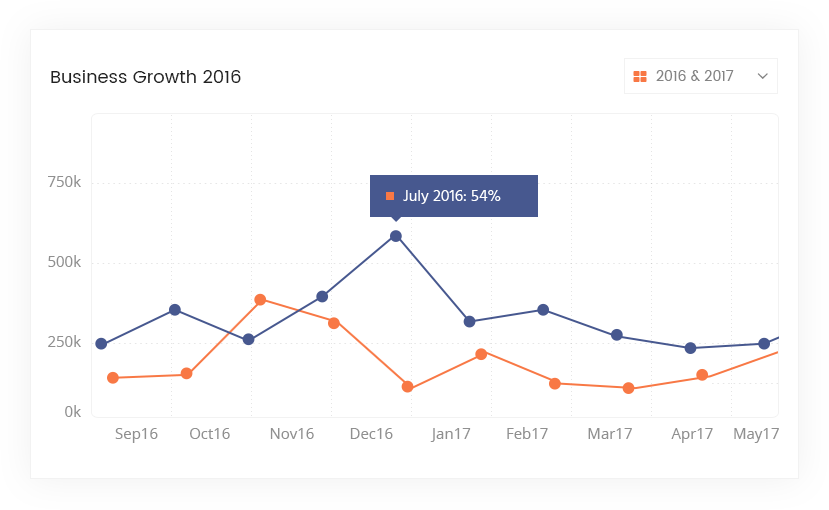 Business Growth 2016
2016 & 2017
750k
July 2016: 54%
500k
250k
0k
Sep16 Oct16 Nov16 Dec16 Jan17 Feb17 Mar17 Apr17 May17